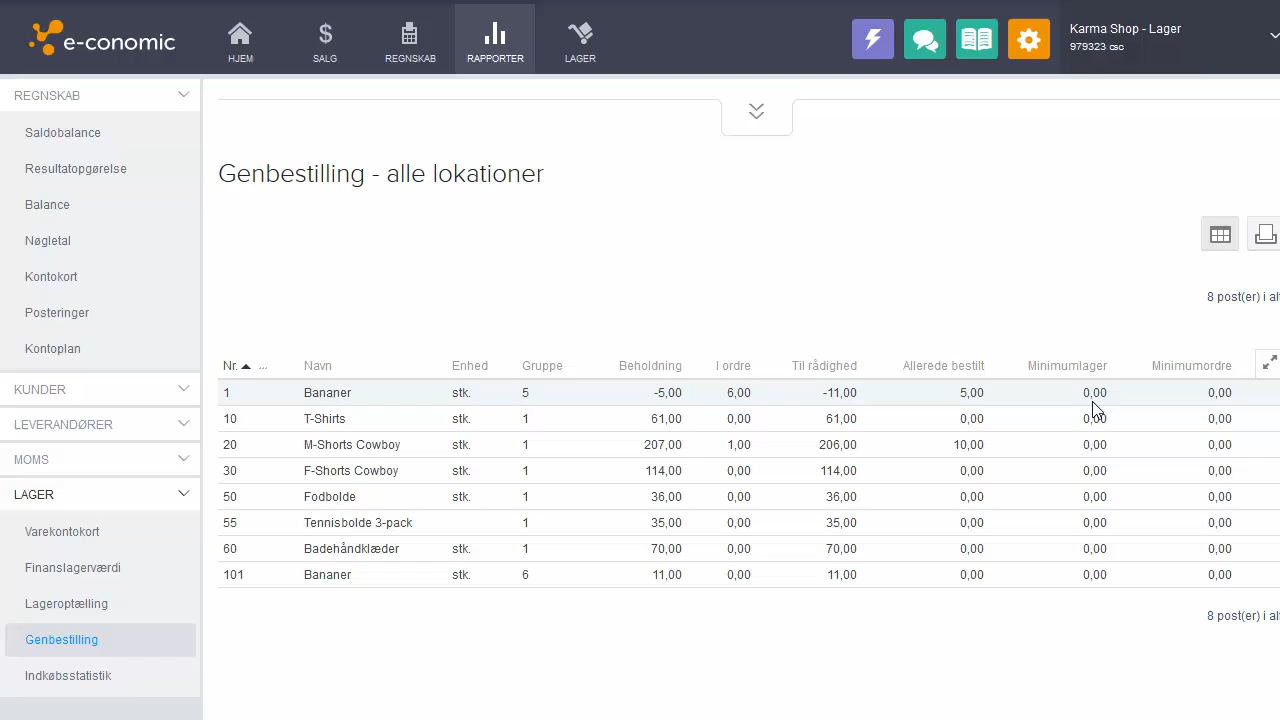 e-conomic
HJEM
SALG
REGNSKAB
RAPPORTER
LAGER
Karma Shop - Lager
979323 csc
REGNSKAB
Saldobalance
Resultatopgørelse
Balance
Nøgletal
Kontokort
Posteringer
Kontoplan
KUNDER
LEVERANDØRER
MOMS
LAGER
Varekontokort
Finanslagerværdi
Lageroptælling
Genbestilling
Indkøbsstatistik
Genbestilling - alle lokationer
8 post(er) i alt
Nr. ... Navn Enhed Gruppe Beholdning I ordre Til rådighed Allerede bestilt Minimumlager Minimumordre
1 Bananer stk. 5 -5,00 6,00 -11,00 5,00 0,00 0,00
10 T-Shirts stk. 1 61,00 0,00 61,00 0,00 0,00 0,00
20 M-Shorts Cowboy stk. 1 207,00 1,00 206,00 10,00 0,00 0,00
30 F-Shorts Cowboy stk. 1 114,00 0,00 114,00 0,00 0,00 0,00
50 Fodbolde stk. 1 36,00 0,00 36,00 0,00 0,00 0,00
55 Tennisbolde 3-pack 1 35,00 0,00 35,00 0,00 0,00 0,00
60 Badehåndklæder stk. 1 70,00 0,00 70,00 0,00 0,00 0,00
101 Bananer stk. 6 11,00 0,00 11,00 0,00 0,00 0,00
8 post(er) i alt